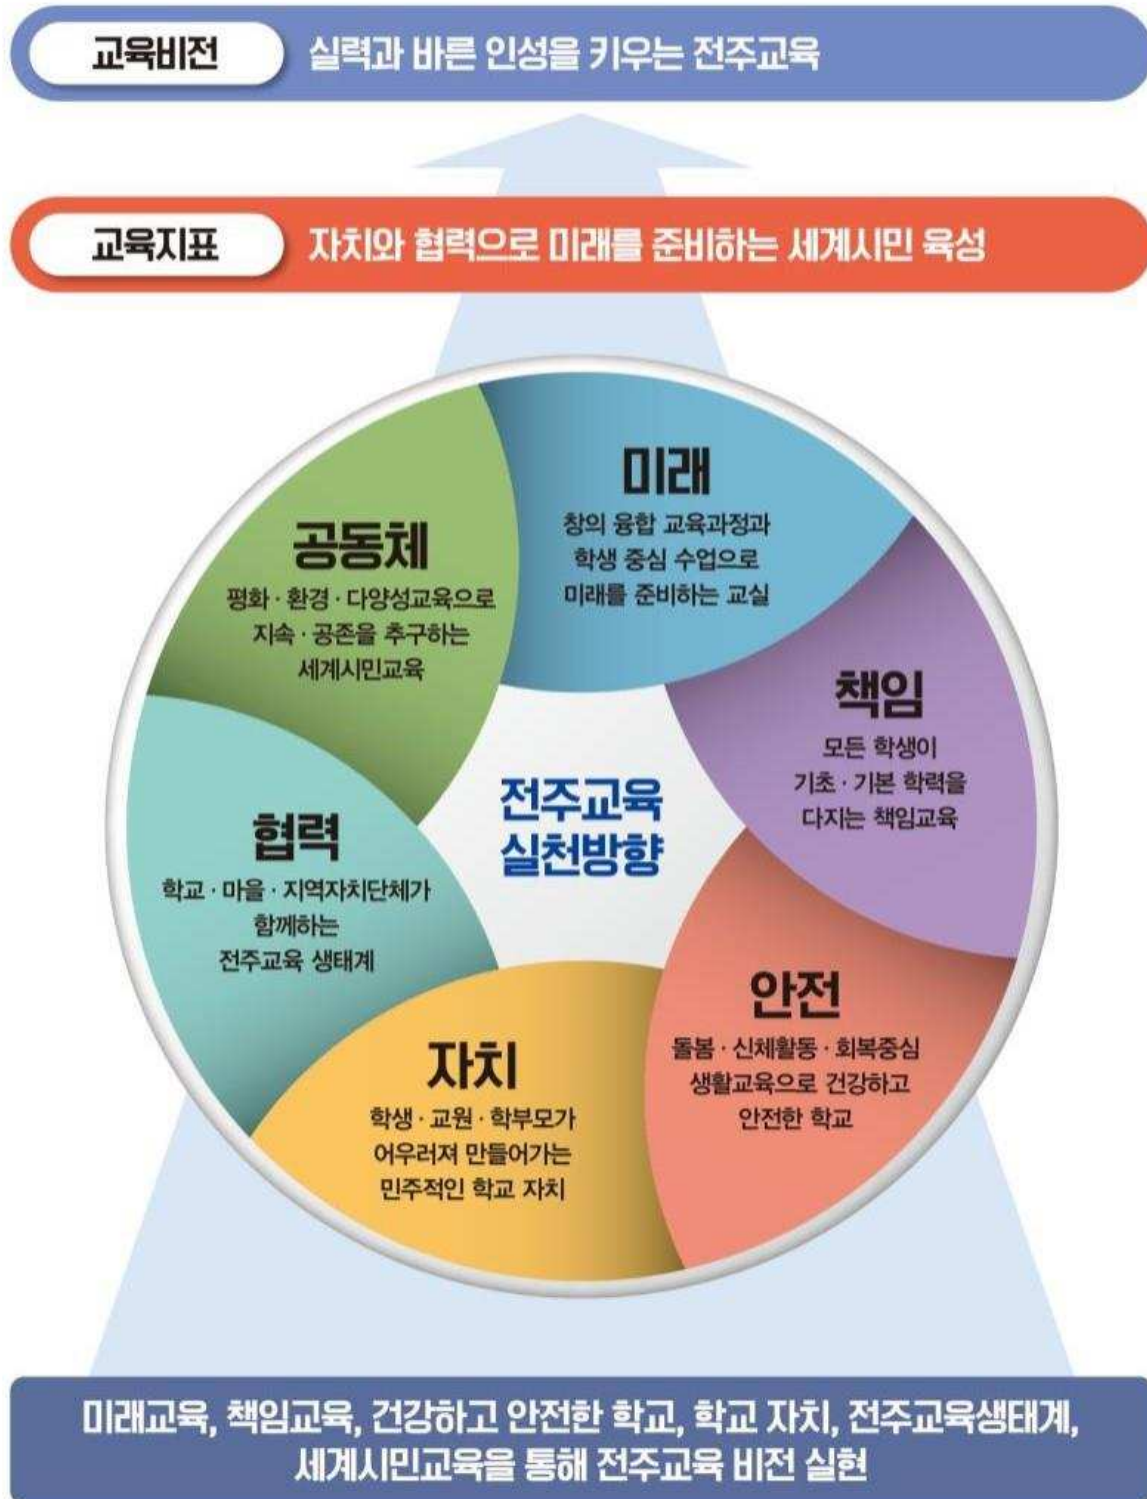 교육비전
실력과 바른 인성을 키우는 전주교육
교육지표
자치와 협력으로 미래를 준비하는 세계시민 육성
미래
창의 융합 교육과정과
학생 중심 수업으로
미래를 준비하는 교실
책임
모든 학생이
기초 · 기본 학력을
다지는 책임교육
안전
돌봄 · 신체활동 · 회복중심
생활교육으로 건강하고
안전한 학교
자치
학생 · 교원 · 학부모가
어우러져 만들어가는
민주적인 학교 자치
협력
학교 · 마을 · 지역자치단체가
함께하는
전주교육 생태계
공동체
평화 · 환경 · 다양성교육으로
지속 · 공존을 추구하는
세계시민교육
전주교육
실천방향
미래교육, 책임교육, 건강하고 안전한 학교, 학교 자치, 전주교육생태계,
세계시민교육을 통해 전주교육 비전 실현